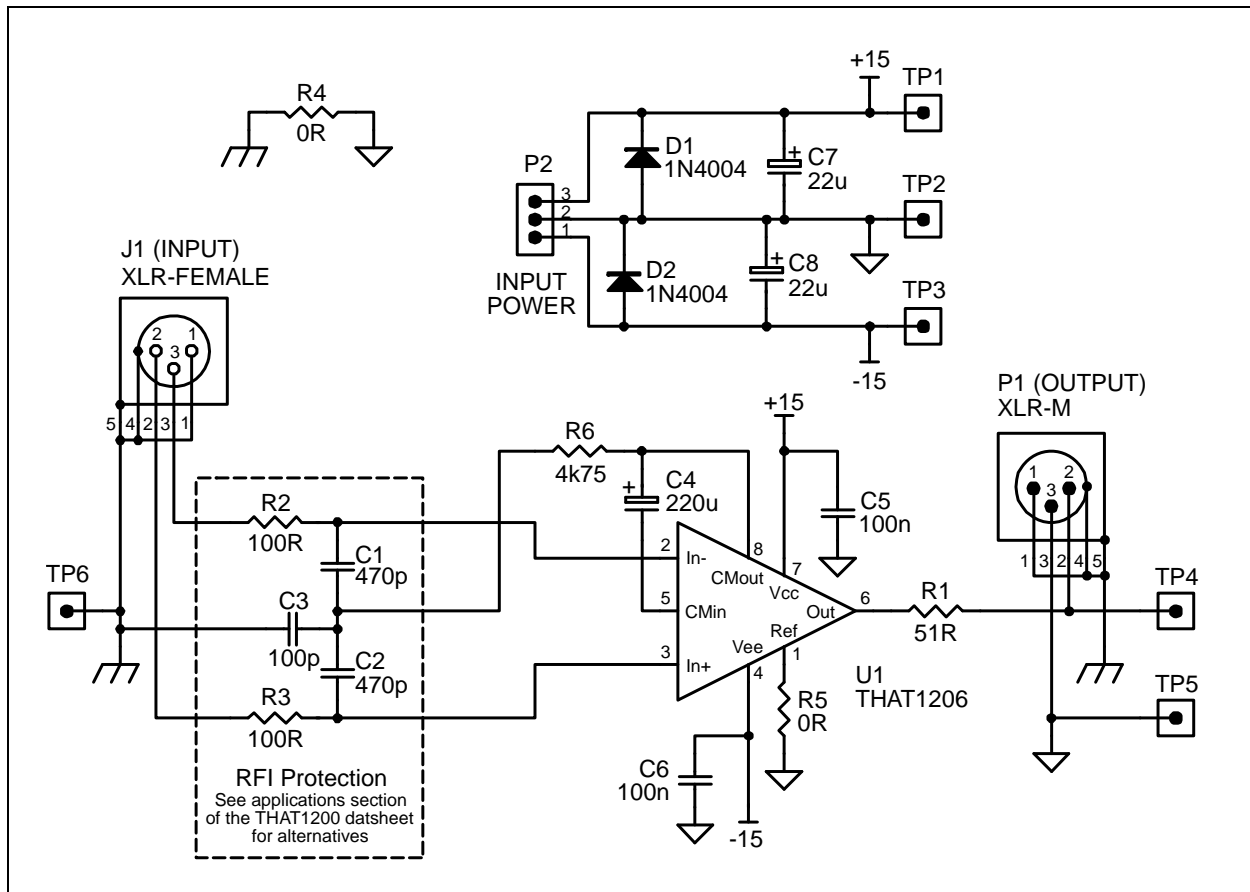 R4
0R
+15
TP1
D1
1N4004
+
C7
22u
P2
3
2
1
TP2
INPUT
POWER
D2
1N4004
+
C8
22u
TP3
-15
J1 (INPUT)
XLR-FEMALE
2
3
1
5
4
2
3
1
P1 (OUTPUT)
XLR-M
1
3
2
1
3
2
4
5
+15
R6
4k75
+
C4
220u
C5
100n
R2
100R
C1
470p
C3
100p
C2
470p
R3
100R
RFI Protection
See applications section
of the THAT1200 datasheet
for alternatives
TP6
2
In-
8
CMout
7
Vcc
5
CMin
6
Out
Ref
1
3
In+
Vee
4
U1
THAT1206
R1
51R
TP4
TP5
R5
0R
C6
100n
-15